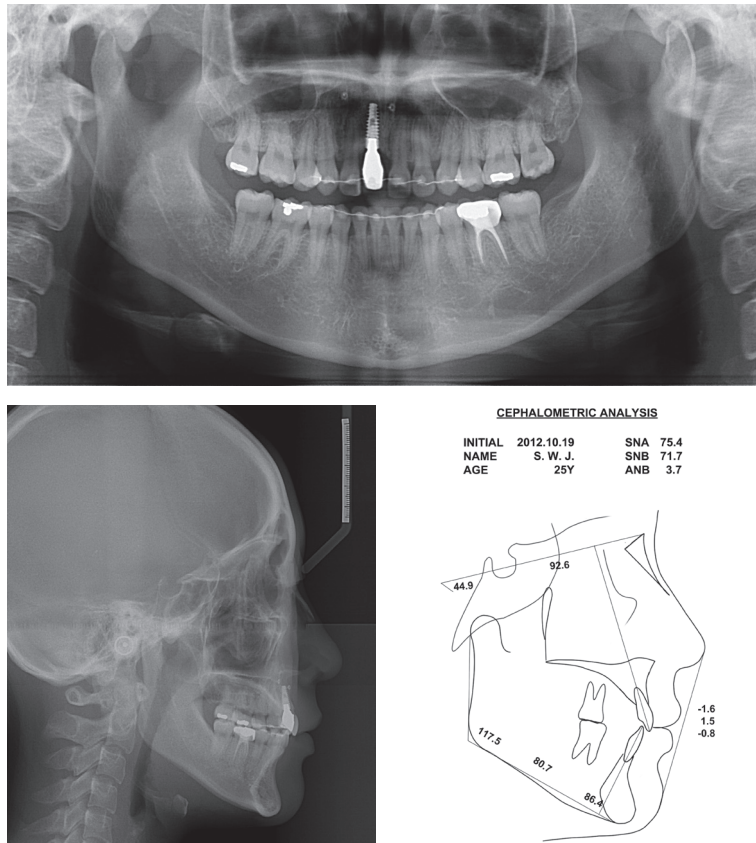 CEPHALOMETRIC ANALYSIS
INITIAL 2012.10.19 SNA 75.4
NAME S. W. J. SNB 71.7
AGE 25Y ANB 3.7
92.6
44.9
-1.6
1.5
-0.8
117.5
80.7
86.4